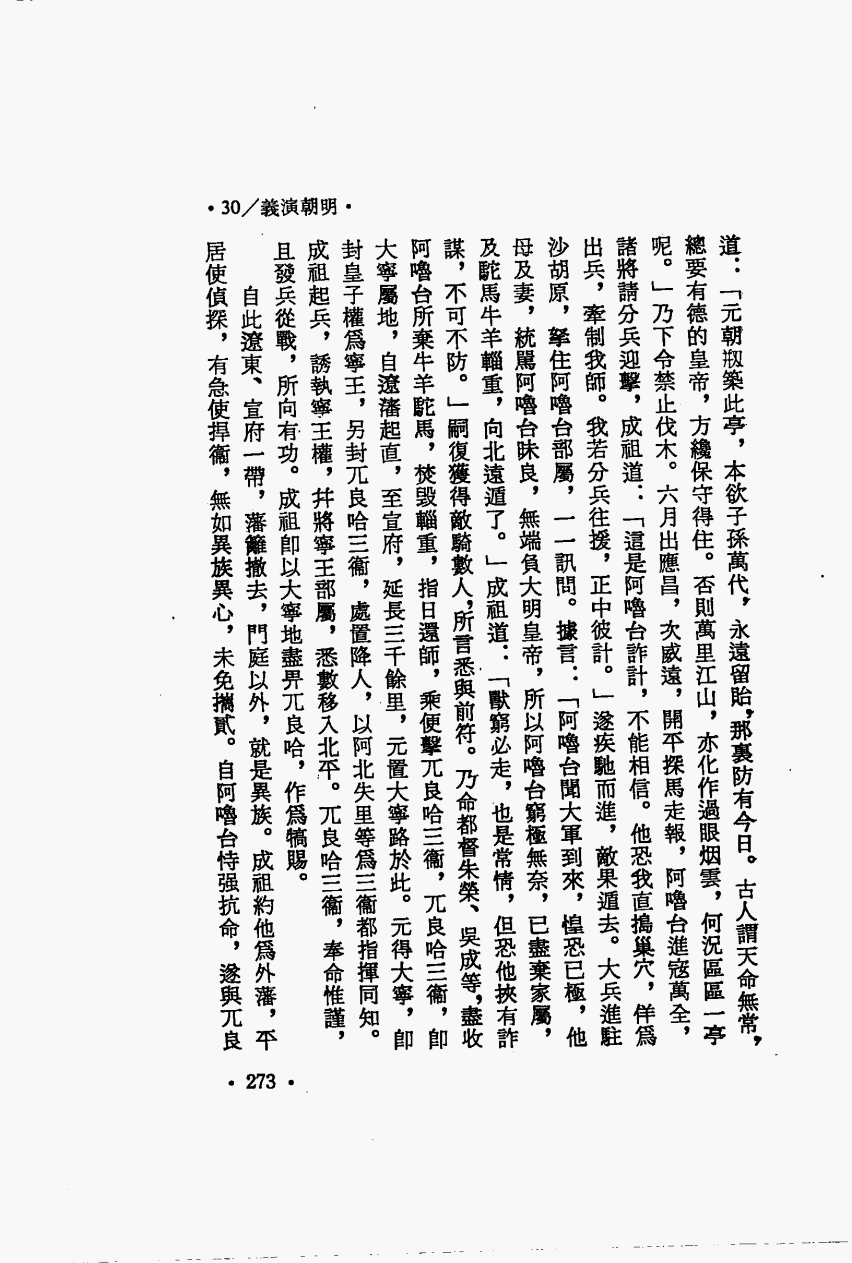 •30／義演朝明•
道：「元朝㓝築此亭，本欲子孫萬代，永遠留貽，那裏防有今日。古人謂天命無常，
總要有德的皇帝，方纔保守得住。否則萬里江山，亦化作過眼烟雲，何況區區一亭
呢。」乃下令禁止伐木。六月出應昌，次威遠，開平探馬走報，阿嚕台進寇萬全，
諸將請分兵迎擊，成祖道：「這是阿嚕台詐計，不能相信。他恐我直搗巢穴，佯爲
出兵，牽制我師。我若分兵往援，正中彼計。」遂疾馳而進，敵果遁去。大兵進駐
沙胡原，拏住阿嚕台部屬，一一訊問。據言：「阿嚕台聞大軍到來，惶恐已極，他
母及妻，統駡阿嚕台昧良，無端負大明皇帝，所以阿嚕台窮極無奈，已盡棄家屬，
及駝馬牛羊輜重，向北遠遁了。」成祖道：「獸窮必走，也是常情，但恐他挾有詐
謀，不可不防。」嗣復獲得敵騎數人，所言悉與前符。乃命都督朱榮、吳成等，盡收
阿嚕台所棄牛羊駝馬，焚毀輜重，指日還師，乘便擊兀良哈三衞，兀良哈三衞，卽
大寧屬地，自遼瀋起直，至宣府，延長三千餘里，元置大寧路於此。元得大寧，卽
封皇子權爲寧王，另封兀良哈三衞，處置降人，以阿北失里等爲三衞都指揮同知。
成祖起兵，誘執寧王權，幷將寧王部屬，悉數移入北平。兀良哈三衞，奉命惟謹，
且發兵從戰，所向有功。成祖卽以大寧地盡畀兀良哈，作爲犒賜。
自此遼東、宣府一帶，藩籬撤去，門庭以外，就是異族。成祖約他爲外藩，平
居使偵探，有急使捍衞，無如異族異心，未免攜貳。自阿嚕台恃强抗命，遂與兀良
•273•